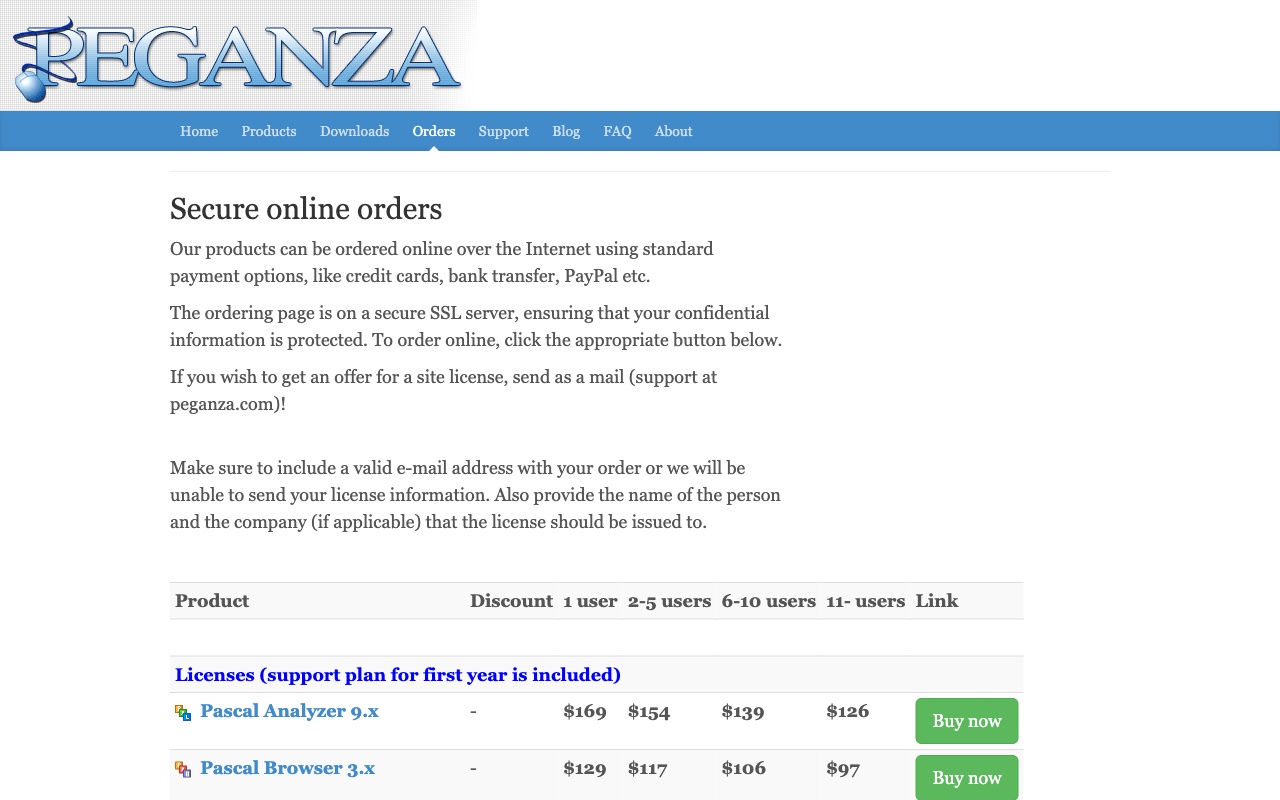 PEGANZA
Home Products Downloads Orders Support Blog FAQ About
Secure online orders
Our products can be ordered online over the Internet using standard
payment options, like credit cards, bank transfer, PayPal etc.
The ordering page is on a secure SSL server, ensuring that your confidential
information is protected. To order online, click the appropriate button below.
If you wish to get an offer for a site license, send as a mail (support at
peganza.com)!
Make sure to include a valid e-mail address with your order or we will be
unable to send your license information. Also provide the name of the person
and the company (if applicable) that the license should be issued to.
Product Discount 1 user 2-5 users 6-10 users 11- users Link
Licenses (support plan for first year is included)
Pascal Analyzer 9.x - $169 $154 $139 $126 Buy now
Pascal Browser 3.x - $129 $117 $106 $97 Buy now